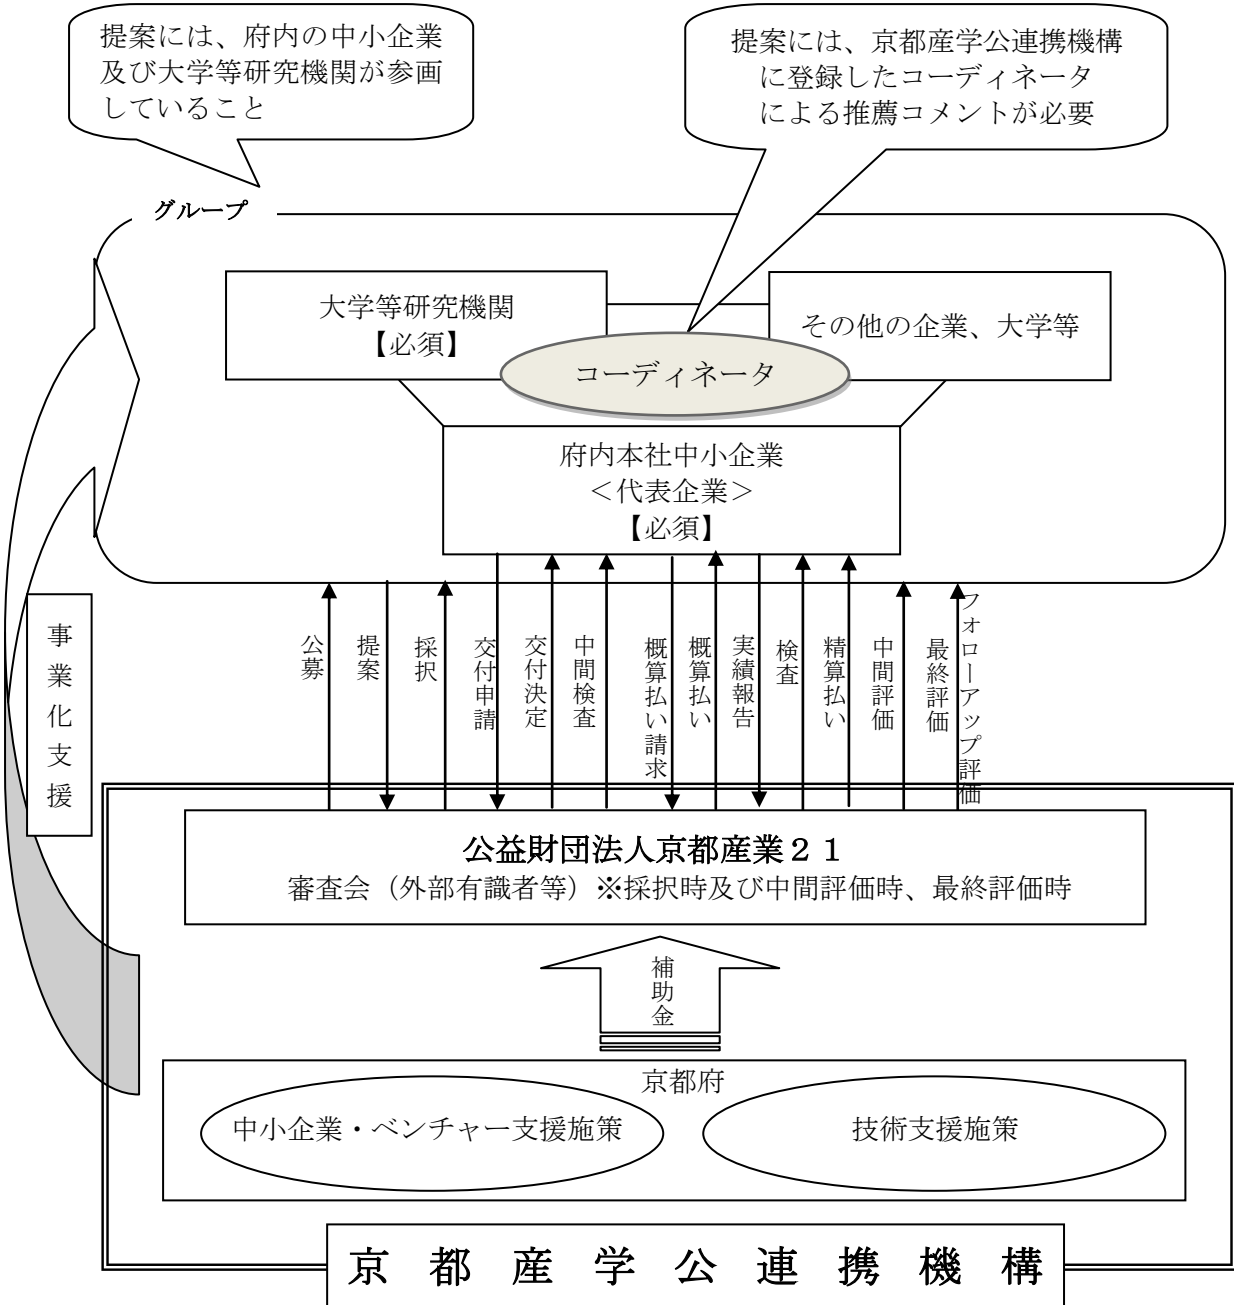 提案には、府内の中小企業
及び大学等研究機関が参画
していること
提案には、京都産学公連携機構
に登録したコーディネータ
による推薦コメントが必要
グループ
大学等研究機関
【必須】
その他の企業、大学等
コーディネータ
府内本社中小企業
＜代表企業＞
【必須】
事業化支援
公募
提案
採択
交付申請
交付決定
中間検査
概算払い請求
概算払い
実績報告
検査
精算払い
中間評価
最終評価
フォローアップ評価
公益財団法人京都産業２１
審査会（外部有識者等）※採択時及び中間評価時、最終評価時
補助金
京都府
中小企業・ベンチャー支援施策
技術支援施策
京都産学公連携機構